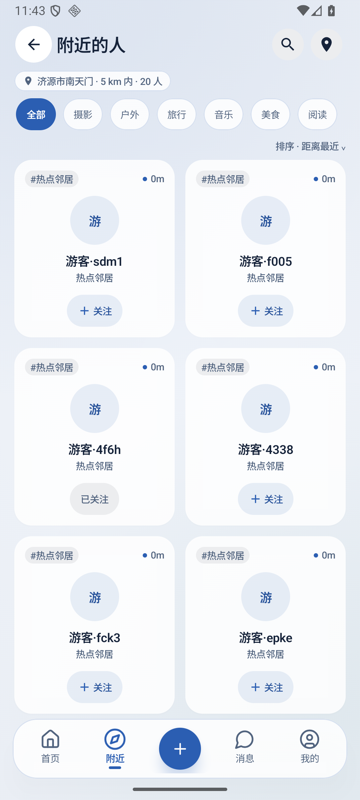 11:43
附近的人
济源市南天门 · 5 km 内 · 20 人
全部 摄影 户外 旅行 音乐 美食 阅读
排序 · 距离最近
#热点邻居 0m #热点邻居 0m
游 游
游客·sdm1 游客·f005
热点邻居 热点邻居
+ 关注 + 关注
#热点邻居 0m #热点邻居 0m
游 游
游客·4f6h 游客·4338
热点邻居 热点邻居
已关注 + 关注
#热点邻居 0m #热点邻居 0m
游 游
游客·fck3 游客·epke
热点邻居 热点邻居
+ 关注 + 关注
首页 附近 + 消息 我的